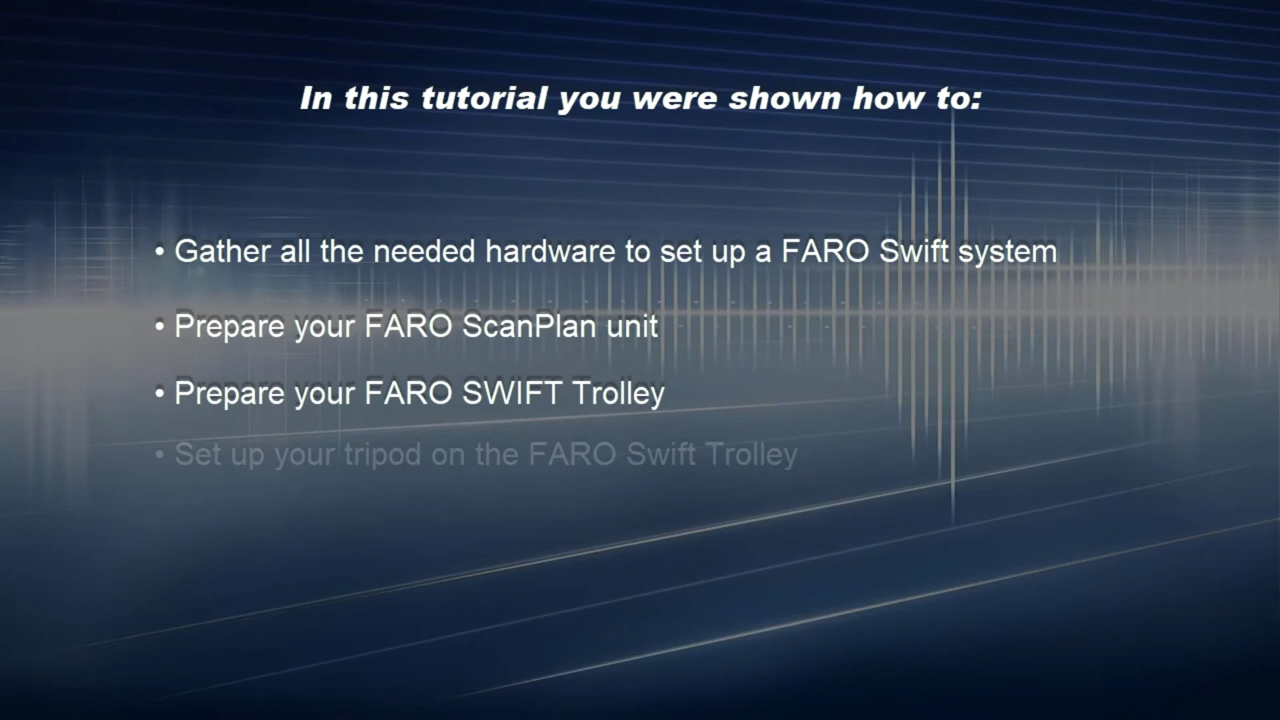 In this tutorial you were shown how to:
• Gather all the needed hardware to set up a FARO Swift system
• Prepare your FARO ScanPlan unit
• Prepare your FARO SWIFT Trolley
• Set up your tripod on the FARO Swift Trolley